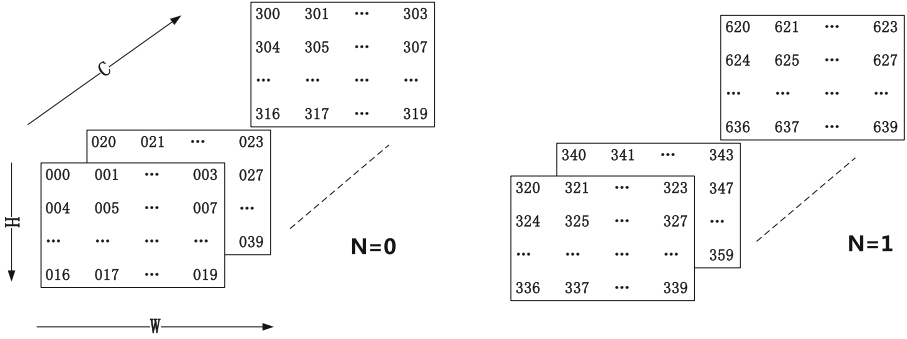 C
300 301 ··· 303
304 305 ··· 307
··· ··· ··· ···
316 317 ··· 319
020 021 ··· 023
027
···
039
H
000 001 ··· 003
004 005 ··· 007
··· ··· ··· ···
016 017 ··· 019
W
N=0
620 621 ··· 623
624 625 ··· 627
··· ··· ··· ···
636 637 ··· 639
340 341 ··· 343
347
···
359
320 321 ··· 323
324 325 ··· 327
··· ··· ··· ···
336 337 ··· 339
N=1